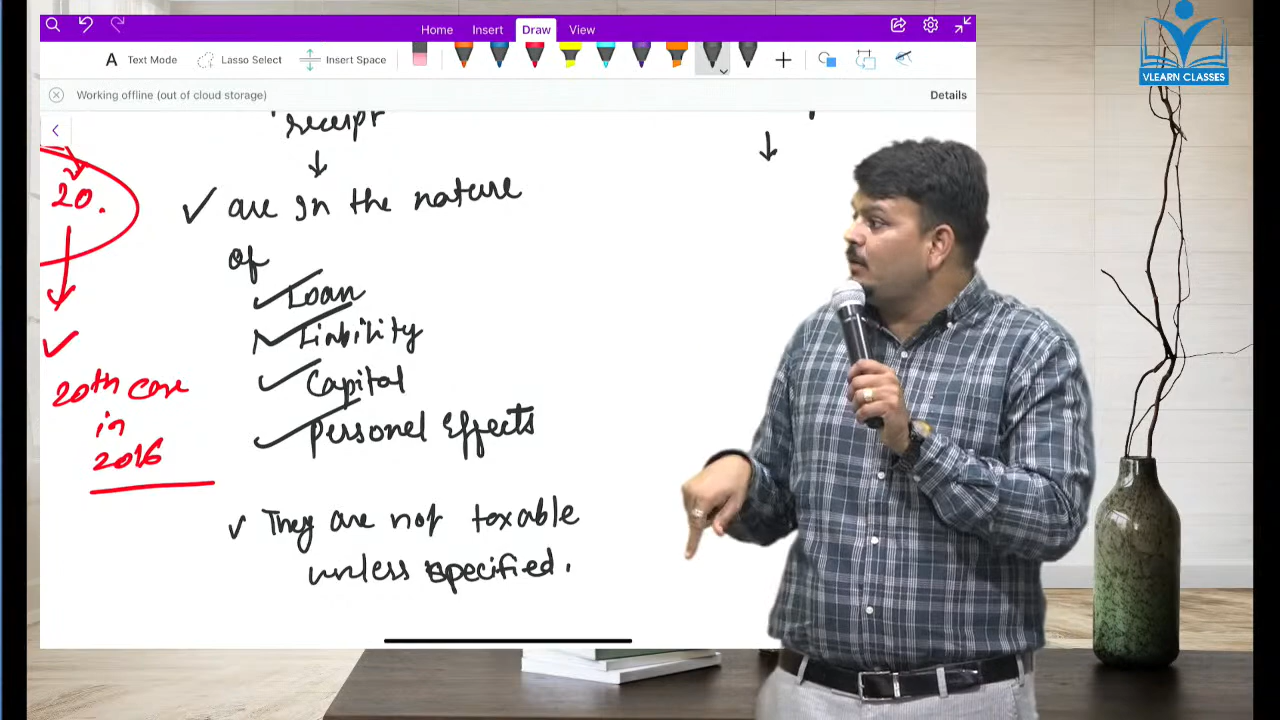 Home Insert Draw View
VLEARN CLASSES
A Text Mode Lasso Select Insert Space
Working offline (out of cloud storage)
Details
receipt
20.
are in the nature
of
Loan
Liability
Capital
Personel Effects
20th case
in
2016
They are not taxable
unless specified.